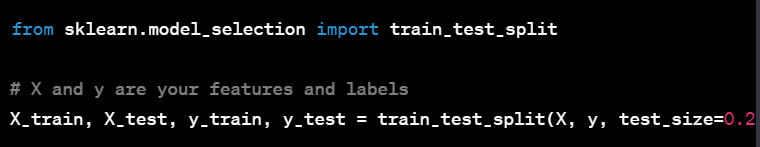 from sklearn.model_selection import train_test_split
# X and y are your features and labels
X_train, X_test, y_train, y_test = train_test_split(X, y, test_size=0.2